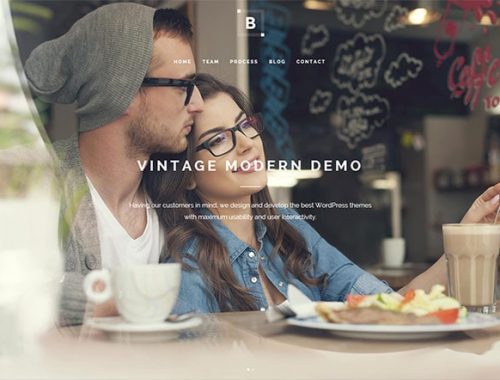 B
HOME TEAM PROCESS BLOG CONTACT
VINTAGE MODERN DEMO
Having our customers in mind, we design and develop the best WordPress themes
with maximum usability and user interactivity.